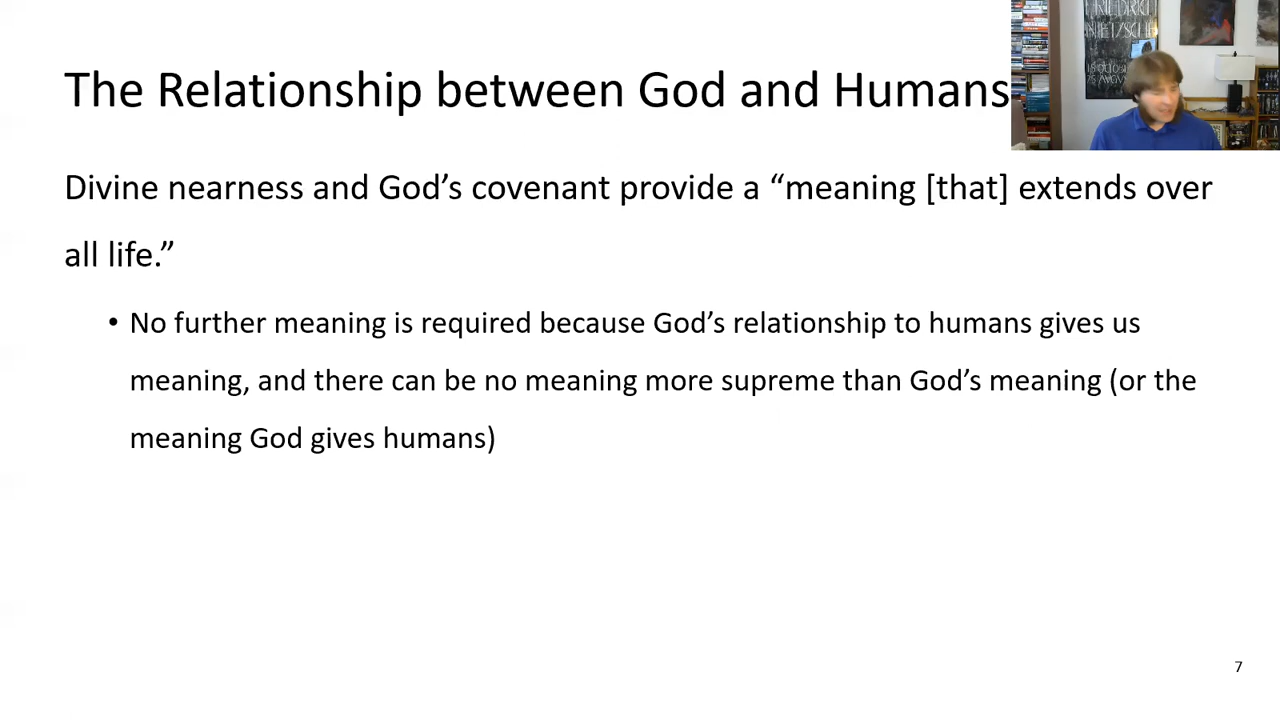 The Relationship between God and Humans
Divine nearness and God’s covenant provide a “meaning [that] extends over
all life.”
• No further meaning is required because God’s relationship to humans gives us
meaning, and there can be no meaning more supreme than God’s meaning (or the
meaning God gives humans)
7
NIETZSCHE